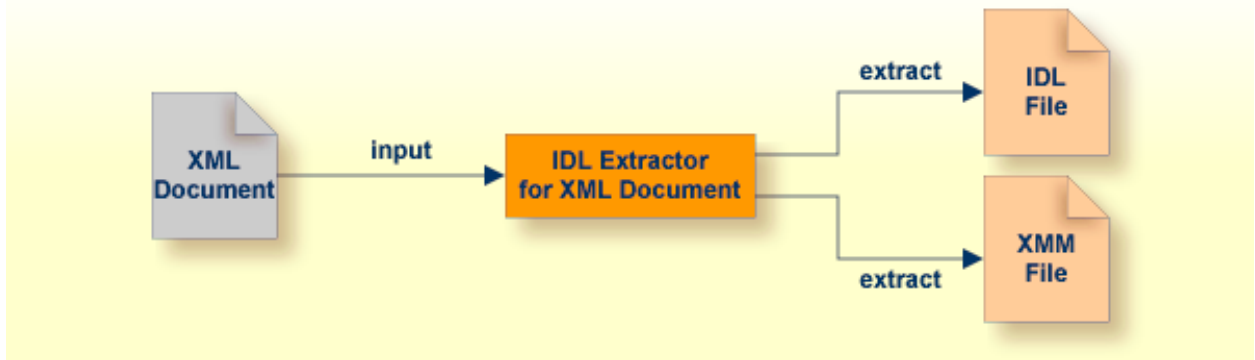 XML
Document
input
IDL Extractor
for XML Document
extract
IDL
File
extract
XMM
File